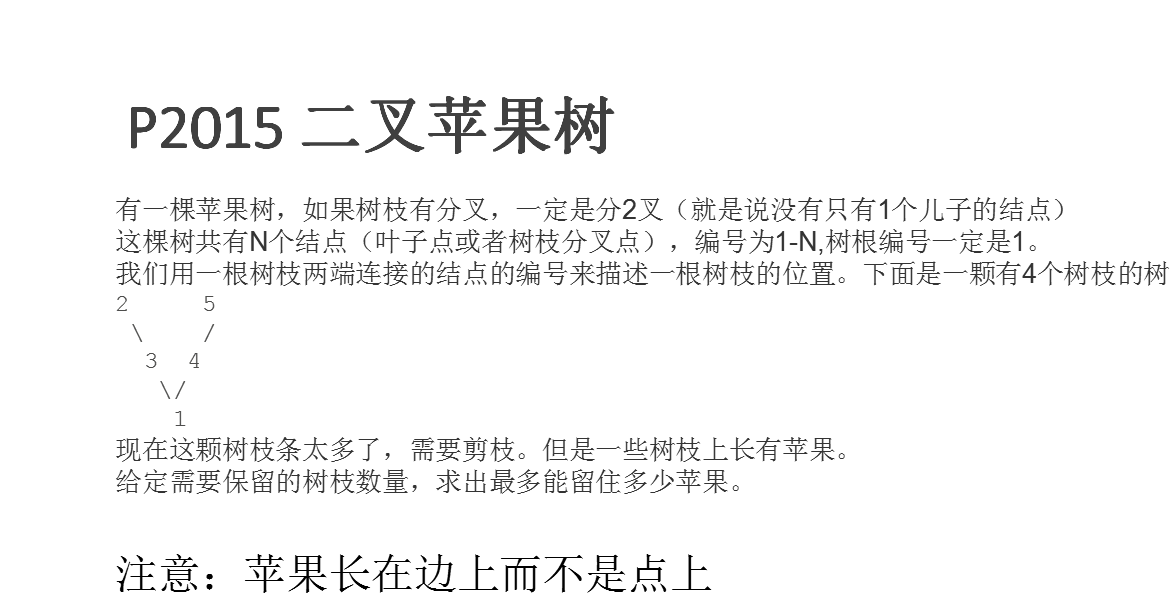 P2015 二叉苹果树
有一棵苹果树，如果树枝有分叉，一定是分2叉（就是说没有只有1个儿子的结点）
这棵树共有N个结点（叶子点或者树枝分叉点），编号为1-N,树根编号一定是1。
我们用一根树枝两端连接的结点的编号来描述一根树枝的位置。下面是一颗有4个树枝的树
2     5
 \    /
  3  4
   \/
    1
现在这颗树枝条太多了，需要剪枝。但是一些树枝上长有苹果。
给定需要保留的树枝数量，求出最多能留住多少苹果。
注意：苹果长在边上而不是点上